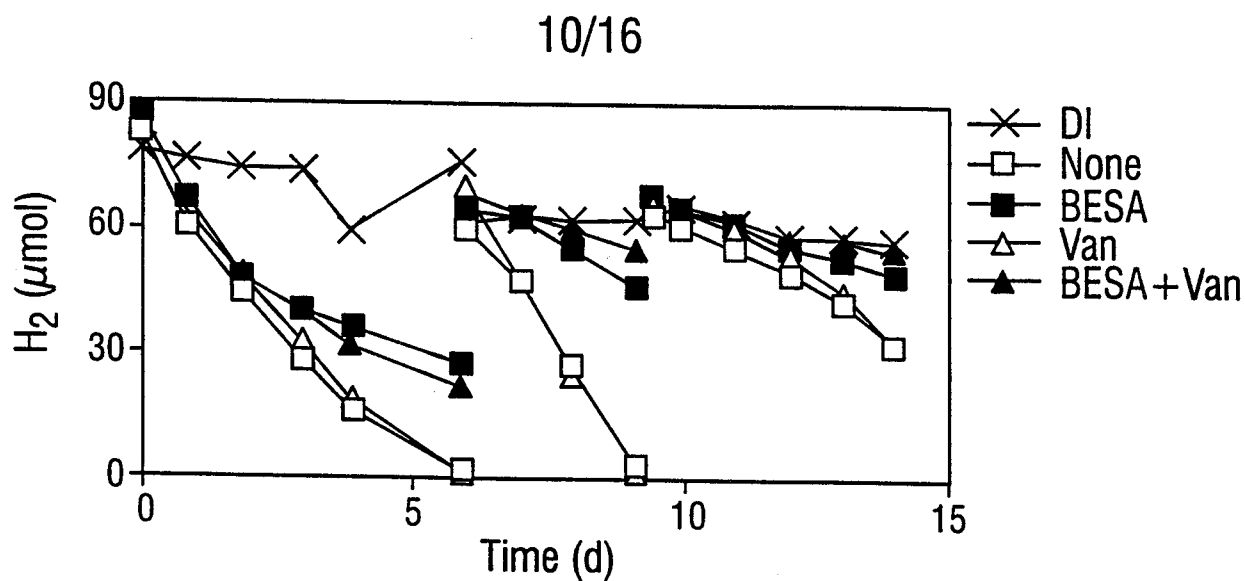 10/16
90
60
30
0
H2 (μmol)
0
5
10
15
Time (d)
DI
None
BESA
Van
BESA+Van